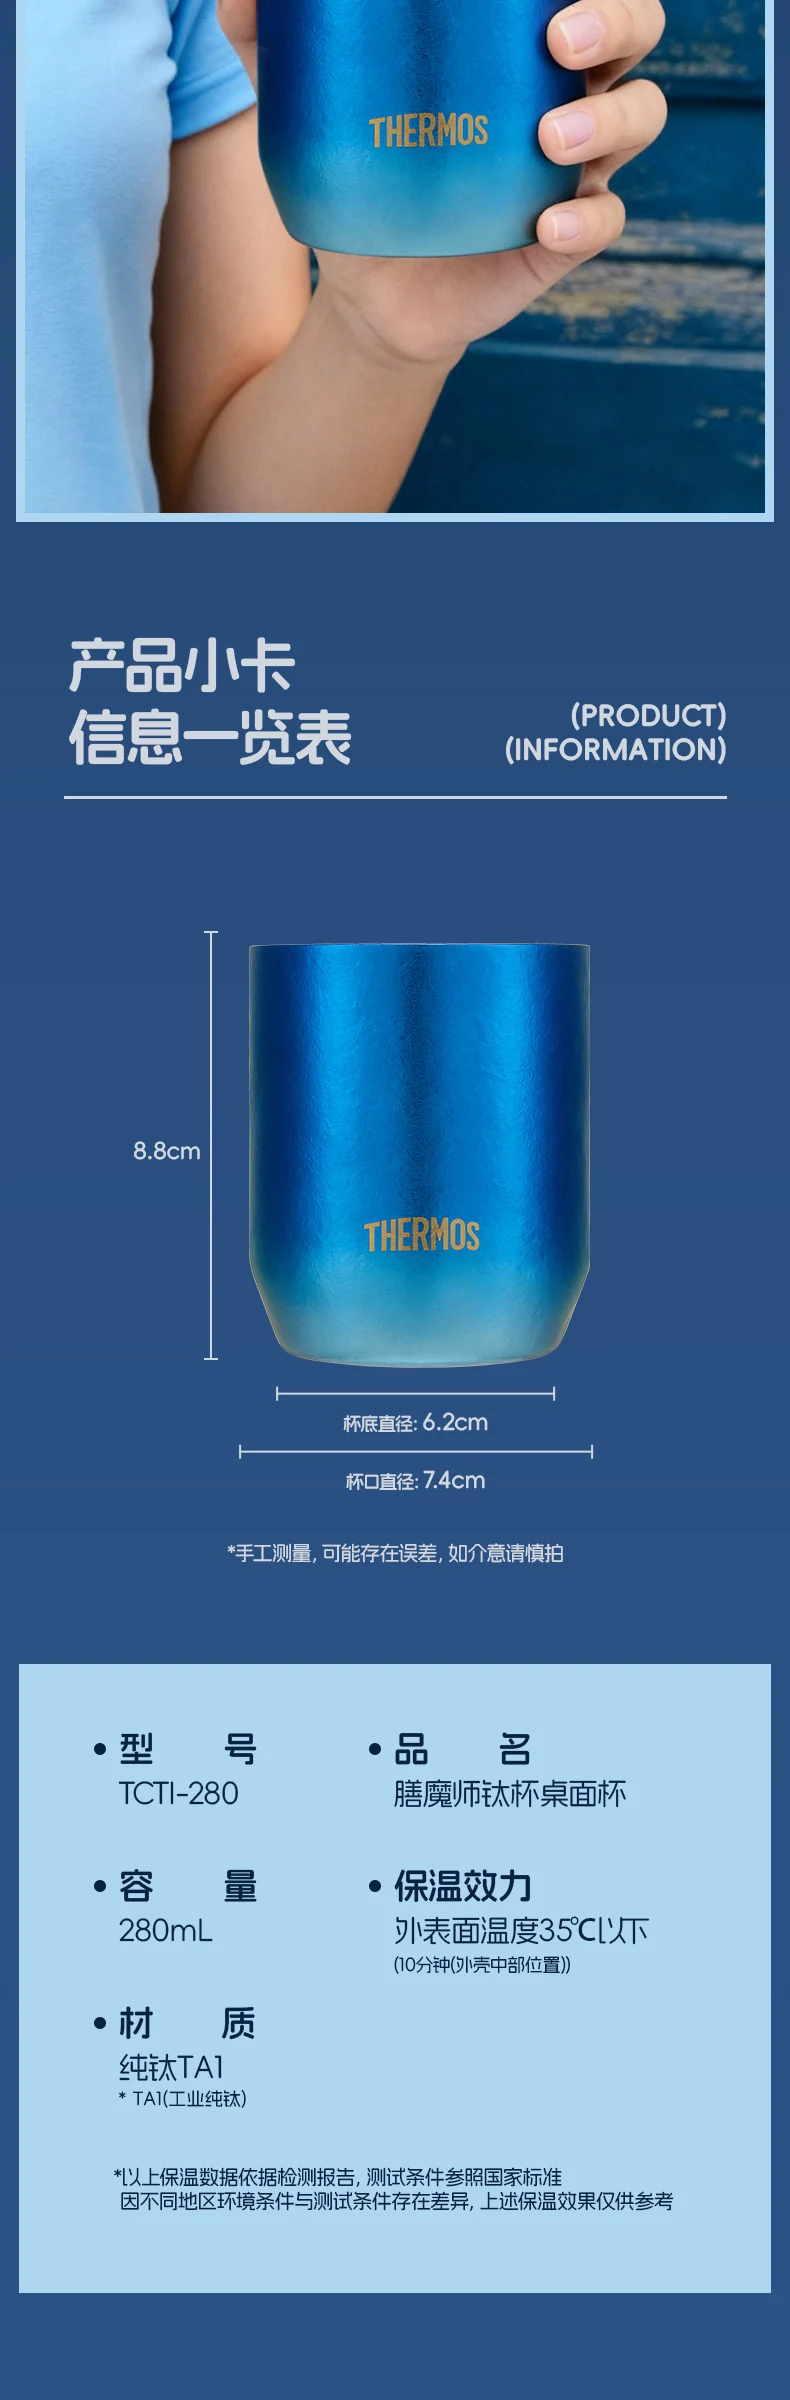 THERMOS
产品小卡
信息一览表
(PRODUCT)
(INFORMATION)
8.8cm
THERMOS
杯底直径: 6.2cm
杯口直径: 7.4cm
*手工测量, 可能存在误差, 如介意请慎拍
型 号
TCTI-280
品 名
膳魔师钛杯桌面杯
容 量
280mL
保温效力
外表面温度35℃以下
(10分钟(外壳中部位置))
材 质
纯钛TA1
* TA1(工业纯钛)
*以上保温数据依据检测报告, 测试条件参照国家标准
因不同地区环境条件与测试条件存在差异, 上述保温效果仅供参考